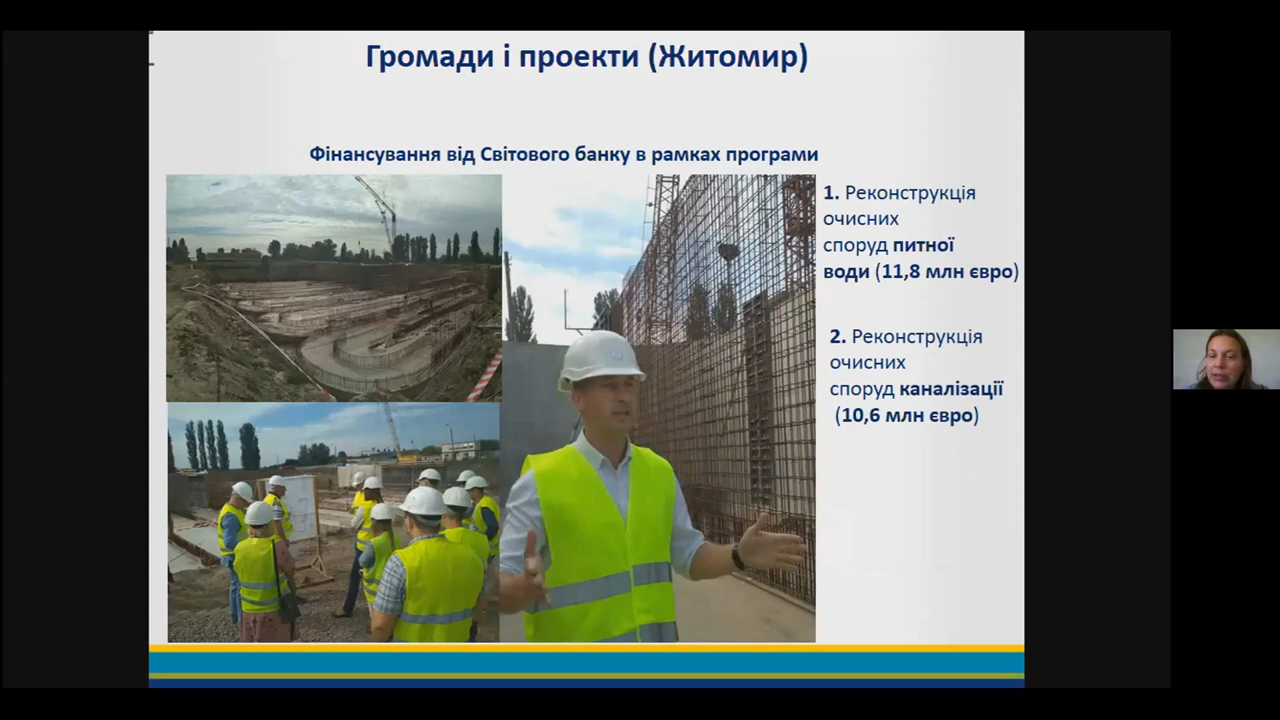 Громади і проекти (Житомир)
Фінансування від Світового банку в рамках програми
1. Реконструкція
очисних
споруд питної
води (11,8 млн євро)
2. Реконструкція
очисних
споруд каналізації
(10,6 млн євро)